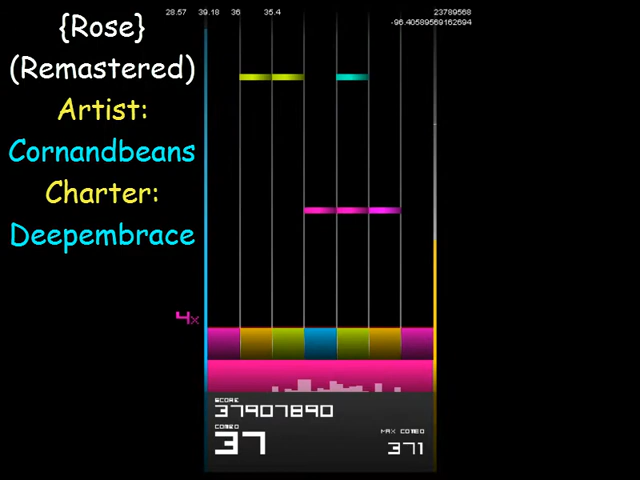 28.57 39.18 36 35.4 23789568
-96.40589569162694
{Rose}
(Remastered)
Artist:
Cornandbeans
Charter:
Deepembrace
4x
SCORE
37907890
COMBO
37
MAX COMBO
371